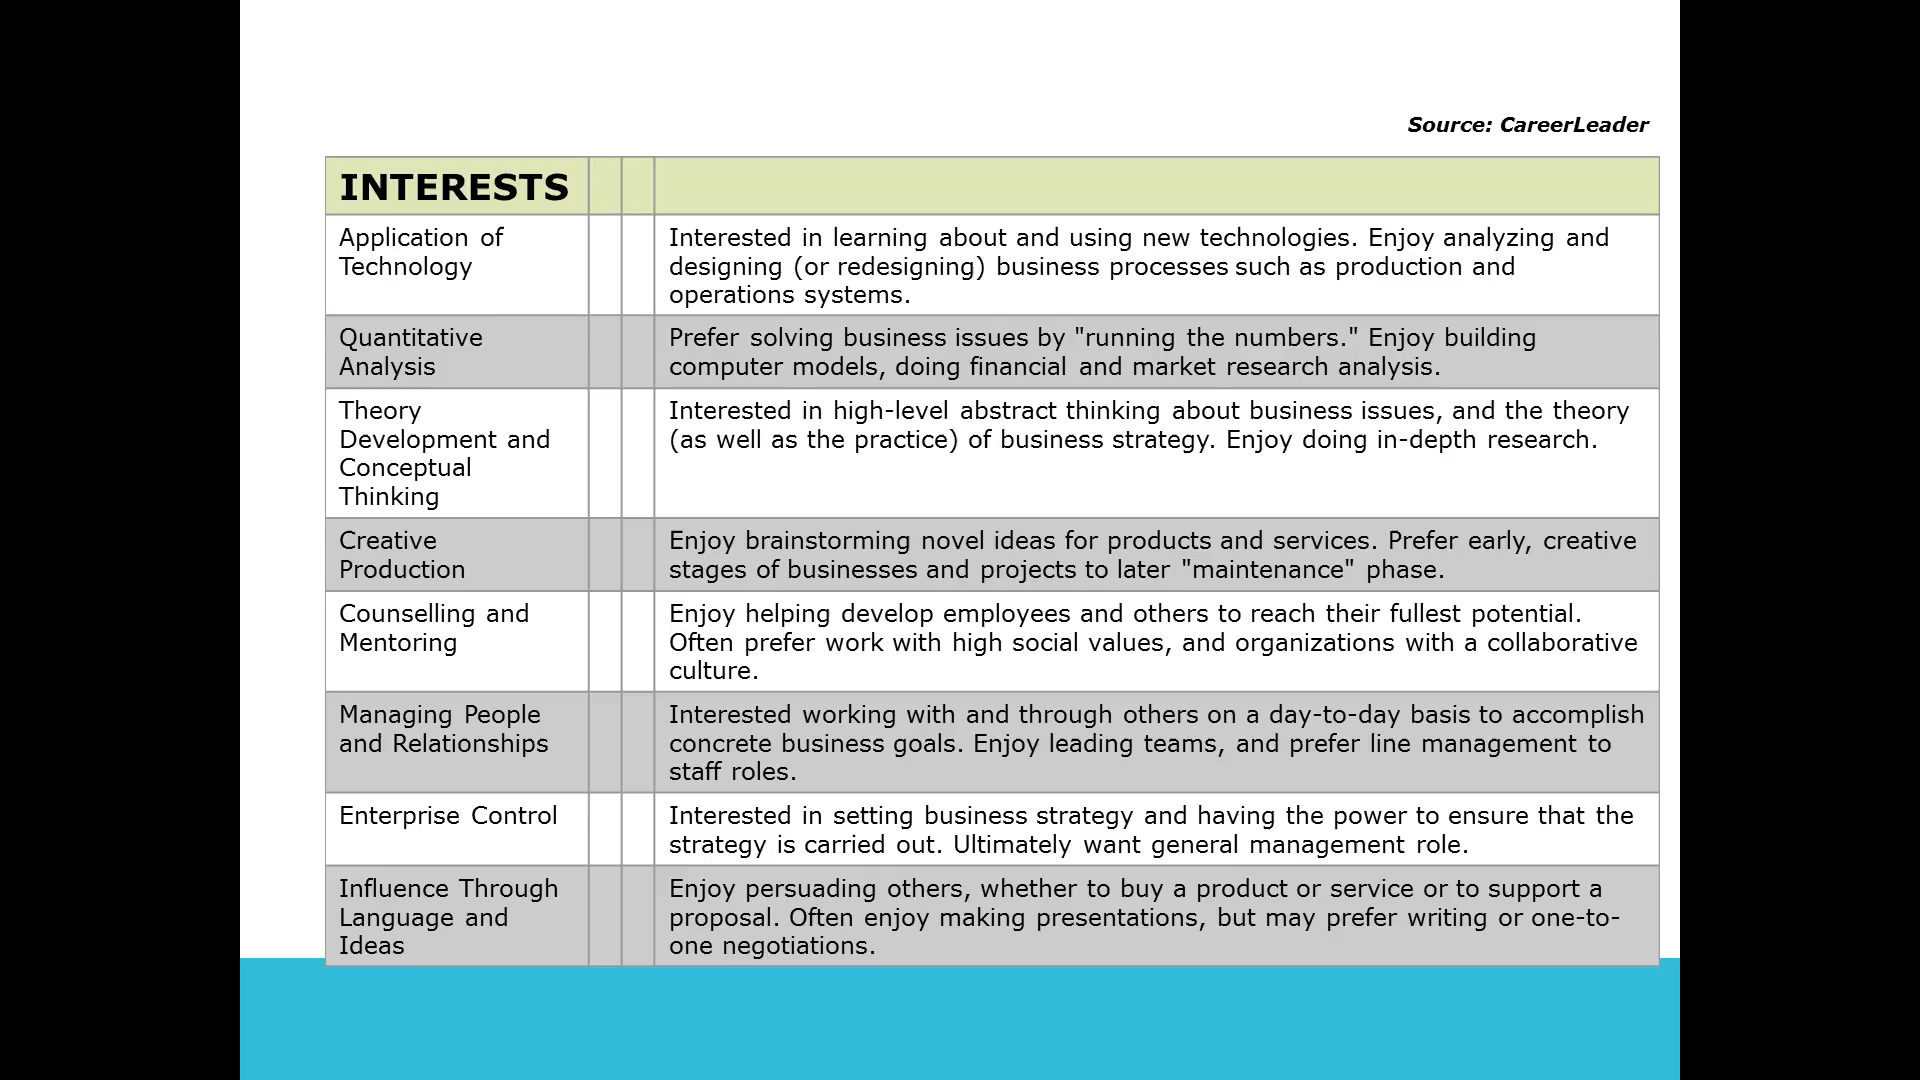 Source: CareerLeader
INTERESTS
Application of
Technology
Interested in learning about and using new technologies. Enjoy analyzing and
designing (or redesigning) business processes such as production and
operations systems.
Quantitative
Analysis
Prefer solving business issues by "running the numbers." Enjoy building
computer models, doing financial and market research analysis.
Theory
Development and
Conceptual
Thinking
Interested in high-level abstract thinking about business issues, and the theory
(as well as the practice) of business strategy. Enjoy doing in-depth research.
Creative
Production
Enjoy brainstorming novel ideas for products and services. Prefer early, creative
stages of businesses and projects to later "maintenance" phase.
Counselling and
Mentoring
Enjoy helping develop employees and others to reach their fullest potential.
Often prefer work with high social values, and organizations with a collaborative
culture.
Managing People
and Relationships
Interested working with and through others on a day-to-day basis to accomplish
concrete business goals. Enjoy leading teams, and prefer line management to
staff roles.
Enterprise Control
Interested in setting business strategy and having the power to ensure that the
strategy is carried out. Ultimately want general management role.
Influence Through
Language and
Ideas
Enjoy persuading others, whether to buy a product or service or to support a
proposal. Often enjoy making presentations, but may prefer writing or one-to-
one negotiations.